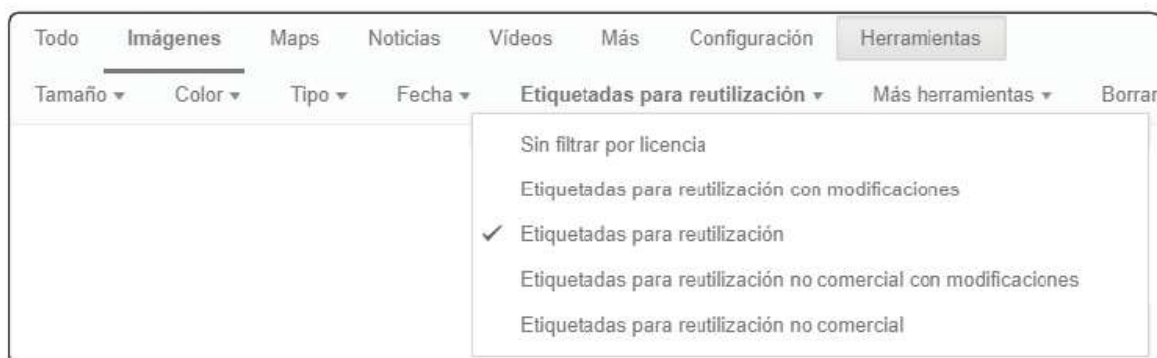 Todo Imágenes Maps Noticias Vídeos Más Configuración Herramientas
Tamaño Color Tipo Fecha Etiquetadas para reutilización Más herramientas Borrar
Sin filtrar por licencia
Etiquetadas para reutilización con modificaciones
✓ Etiquetadas para reutilización
Etiquetadas para reutilización no comercial con modificaciones
Etiquetadas para reutilización no comercial